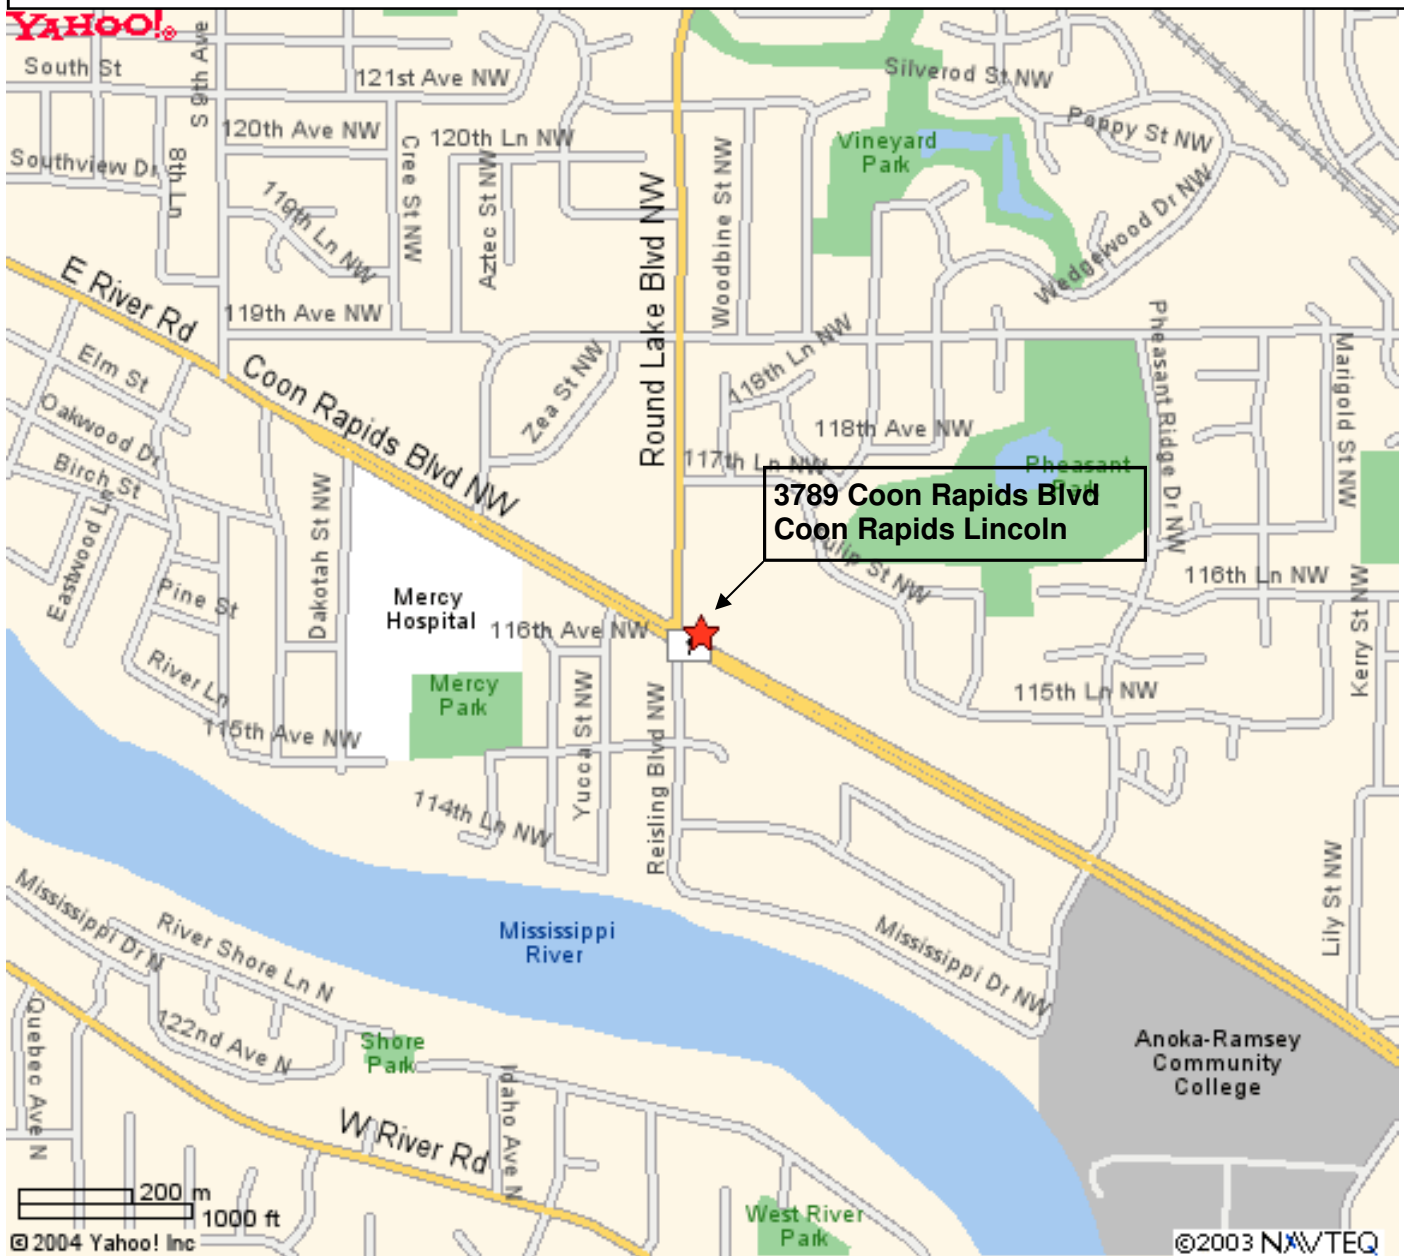 YAHOO!®
South St
S 9th Ave
121st Ave NW
Silverod St NW
120th Ave NW
120th Ln NW
Pappy St NW
Vineyard
Park
Southview Dr
8th Ln
Cree St NW
Aztec St NW
Woodbine St NW
119th Ln NW
Round Lake Blvd NW
Wedgewood Dr NW
E River Rd
119th Ave NW
Pheasant Ridge Dr NW
Marigold St NW
Elm St
Coon Rapids Blvd NW
Zea St NW
118th Ln NW
Oakwood Dr
118th Ave NW
Birch St
117th Ln NW
Pheasant
Park
3789 Coon Rapids Blvd
Coon Rapids Lincoln
Eastwood Ln
Dakotah St NW
Tulip St NW
116th Ln NW
Pine St
Mercy
Hospital
116th Ave NW
Kerry St NW
River Ln
Mercy
Park
115th Ln NW
115th Ave NW
Yucca St NW
Reisling Blvd NW
114th Ln NW
Lily St NW
Mississippi Dr N
River Shore Ln N
Mississippi
River
Mississippi Dr NW
Quebec Ave N
122nd Ave N
Shore
Park
Anoka-Ramsey
Community
College
Idaho Ave N
W River Rd
200 m
1000 ft
West River
Park
© 2004 Yahoo! Inc
©2003 NAVTEQ